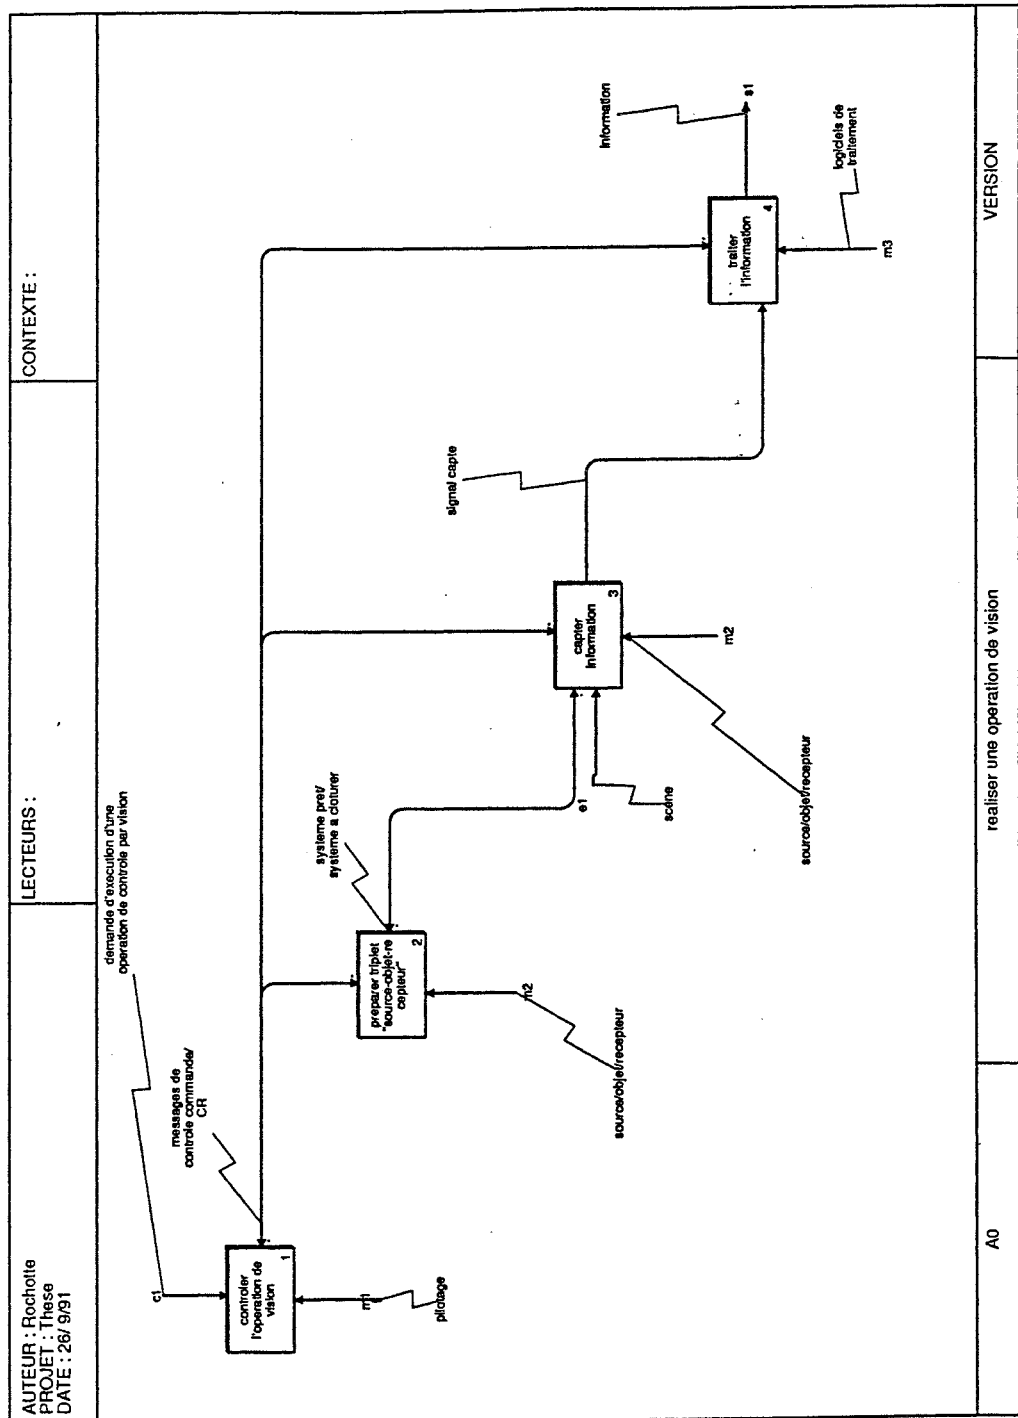 AUTEUR : Rochotte
PROJET : These
DATE : 26/ 9/91
LECTEURS :
CONTEXTE :
demande d'execution d'une
operation de controle par vision
c1
messages de
controle commande/
CR
controler
l'operation de
vision
1
m1
pilotage
preparer triplet
"source-objet-re
cepteur"
2
systeme pret/
systeme a cloturer
m2
source/objet/recepteur
e1
scene
capter
information
3
m2
source/objet/recepteur
signal capte
traiter
l'information
4
information
s1
logiciels de
traitement
m3
A0
realiser une operation de vision
VERSION